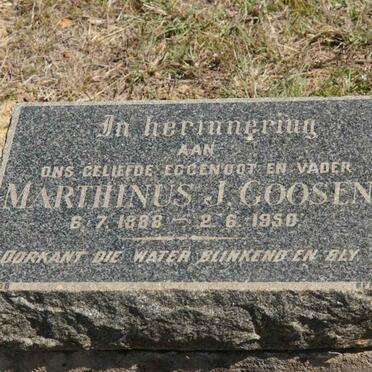 In herinnering
AAN
ONS GELIEFDE EGGENOOT EN VADER
MARTHINUS J. GOOSEN
6.7.1888 – 2.6.1950
OORKANT DIE WATER BLINKEND EN BLY